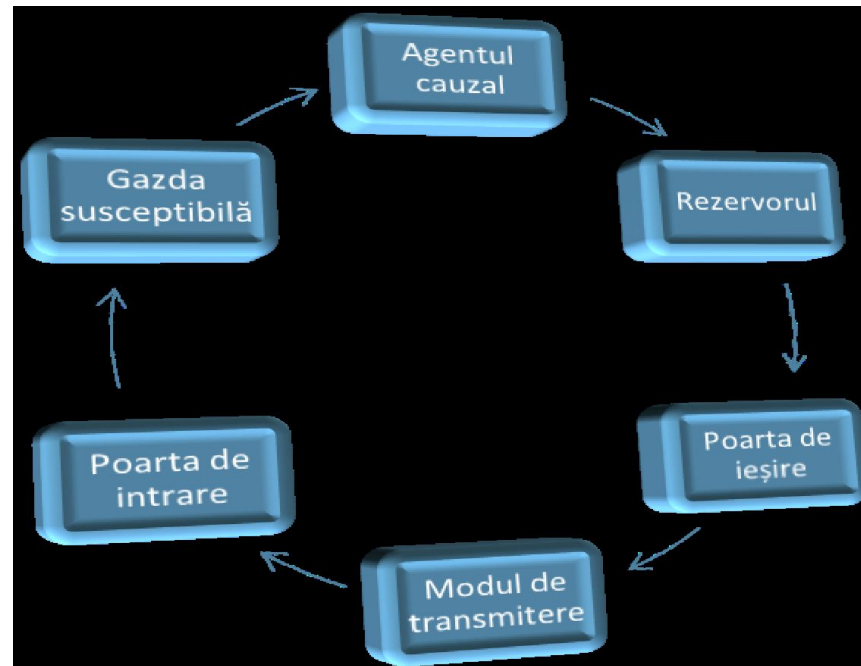 Agentul
cauzal
Rezervorul
Poarta de
ieșire
Modul de
transmitere
Poarta de
intrare
Gazda
susceptibilă